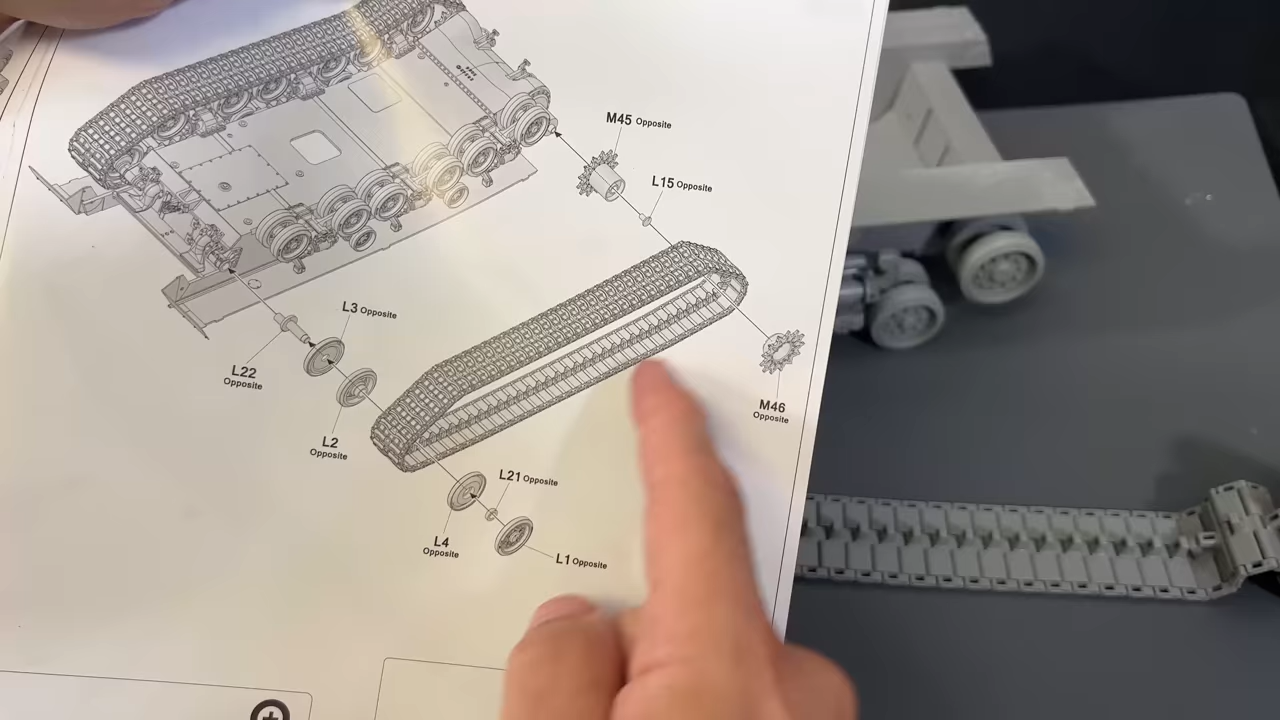 M45 Opposite
L15 Opposite
L3 Opposite
L22
Opposite
L2
Opposite
M46
Opposite
L21 Opposite
L4
Opposite
L1 Opposite